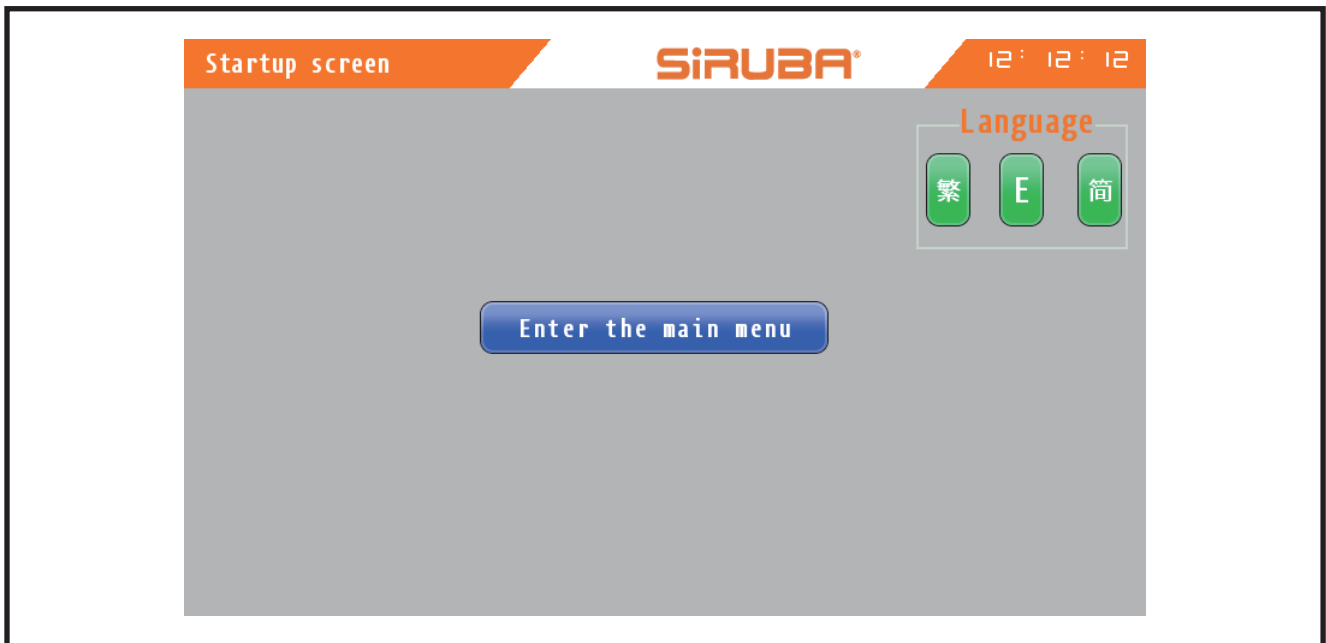 Startup screen
SiRUBA®
12: 12: 12
Language
繁 E 简
Enter the main menu